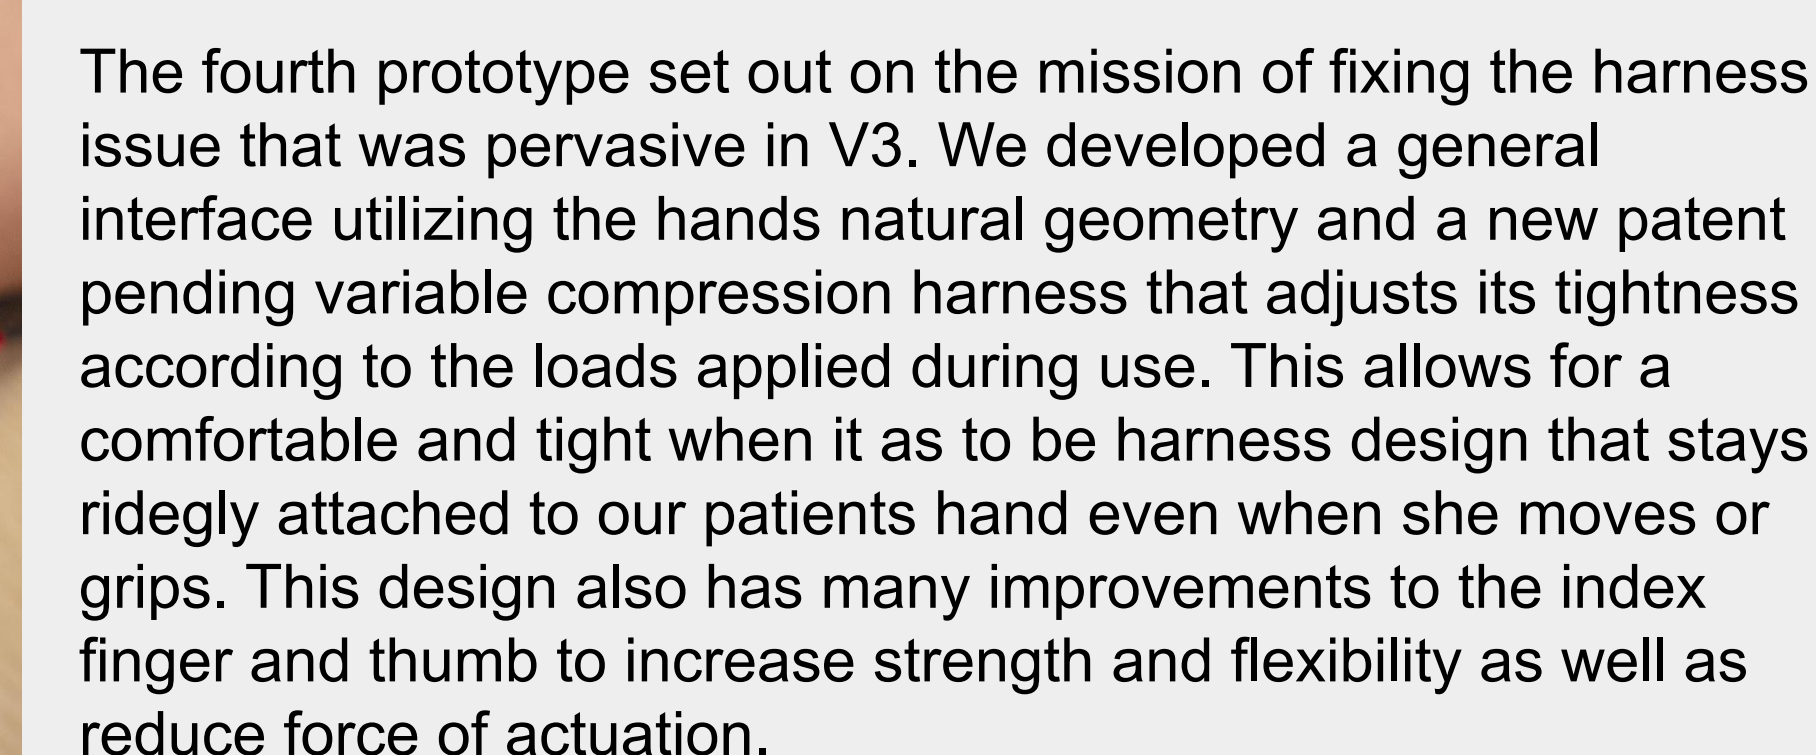 The fourth prototype set out on the mission of fixing the harness
issue that was pervasive in V3. We developed a general
interface utilizing the hands natural geometry and a new patent
pending variable compression harness that adjusts its tightness
according to the loads applied during use. This allows for a
comfortable and tight when it as to be harness design that stays
ridegly attached to our patients hand even when she moves or
grips. This design also has many improvements to the index
finger and thumb to increase strength and flexibility as well as
reduce force of actuation.